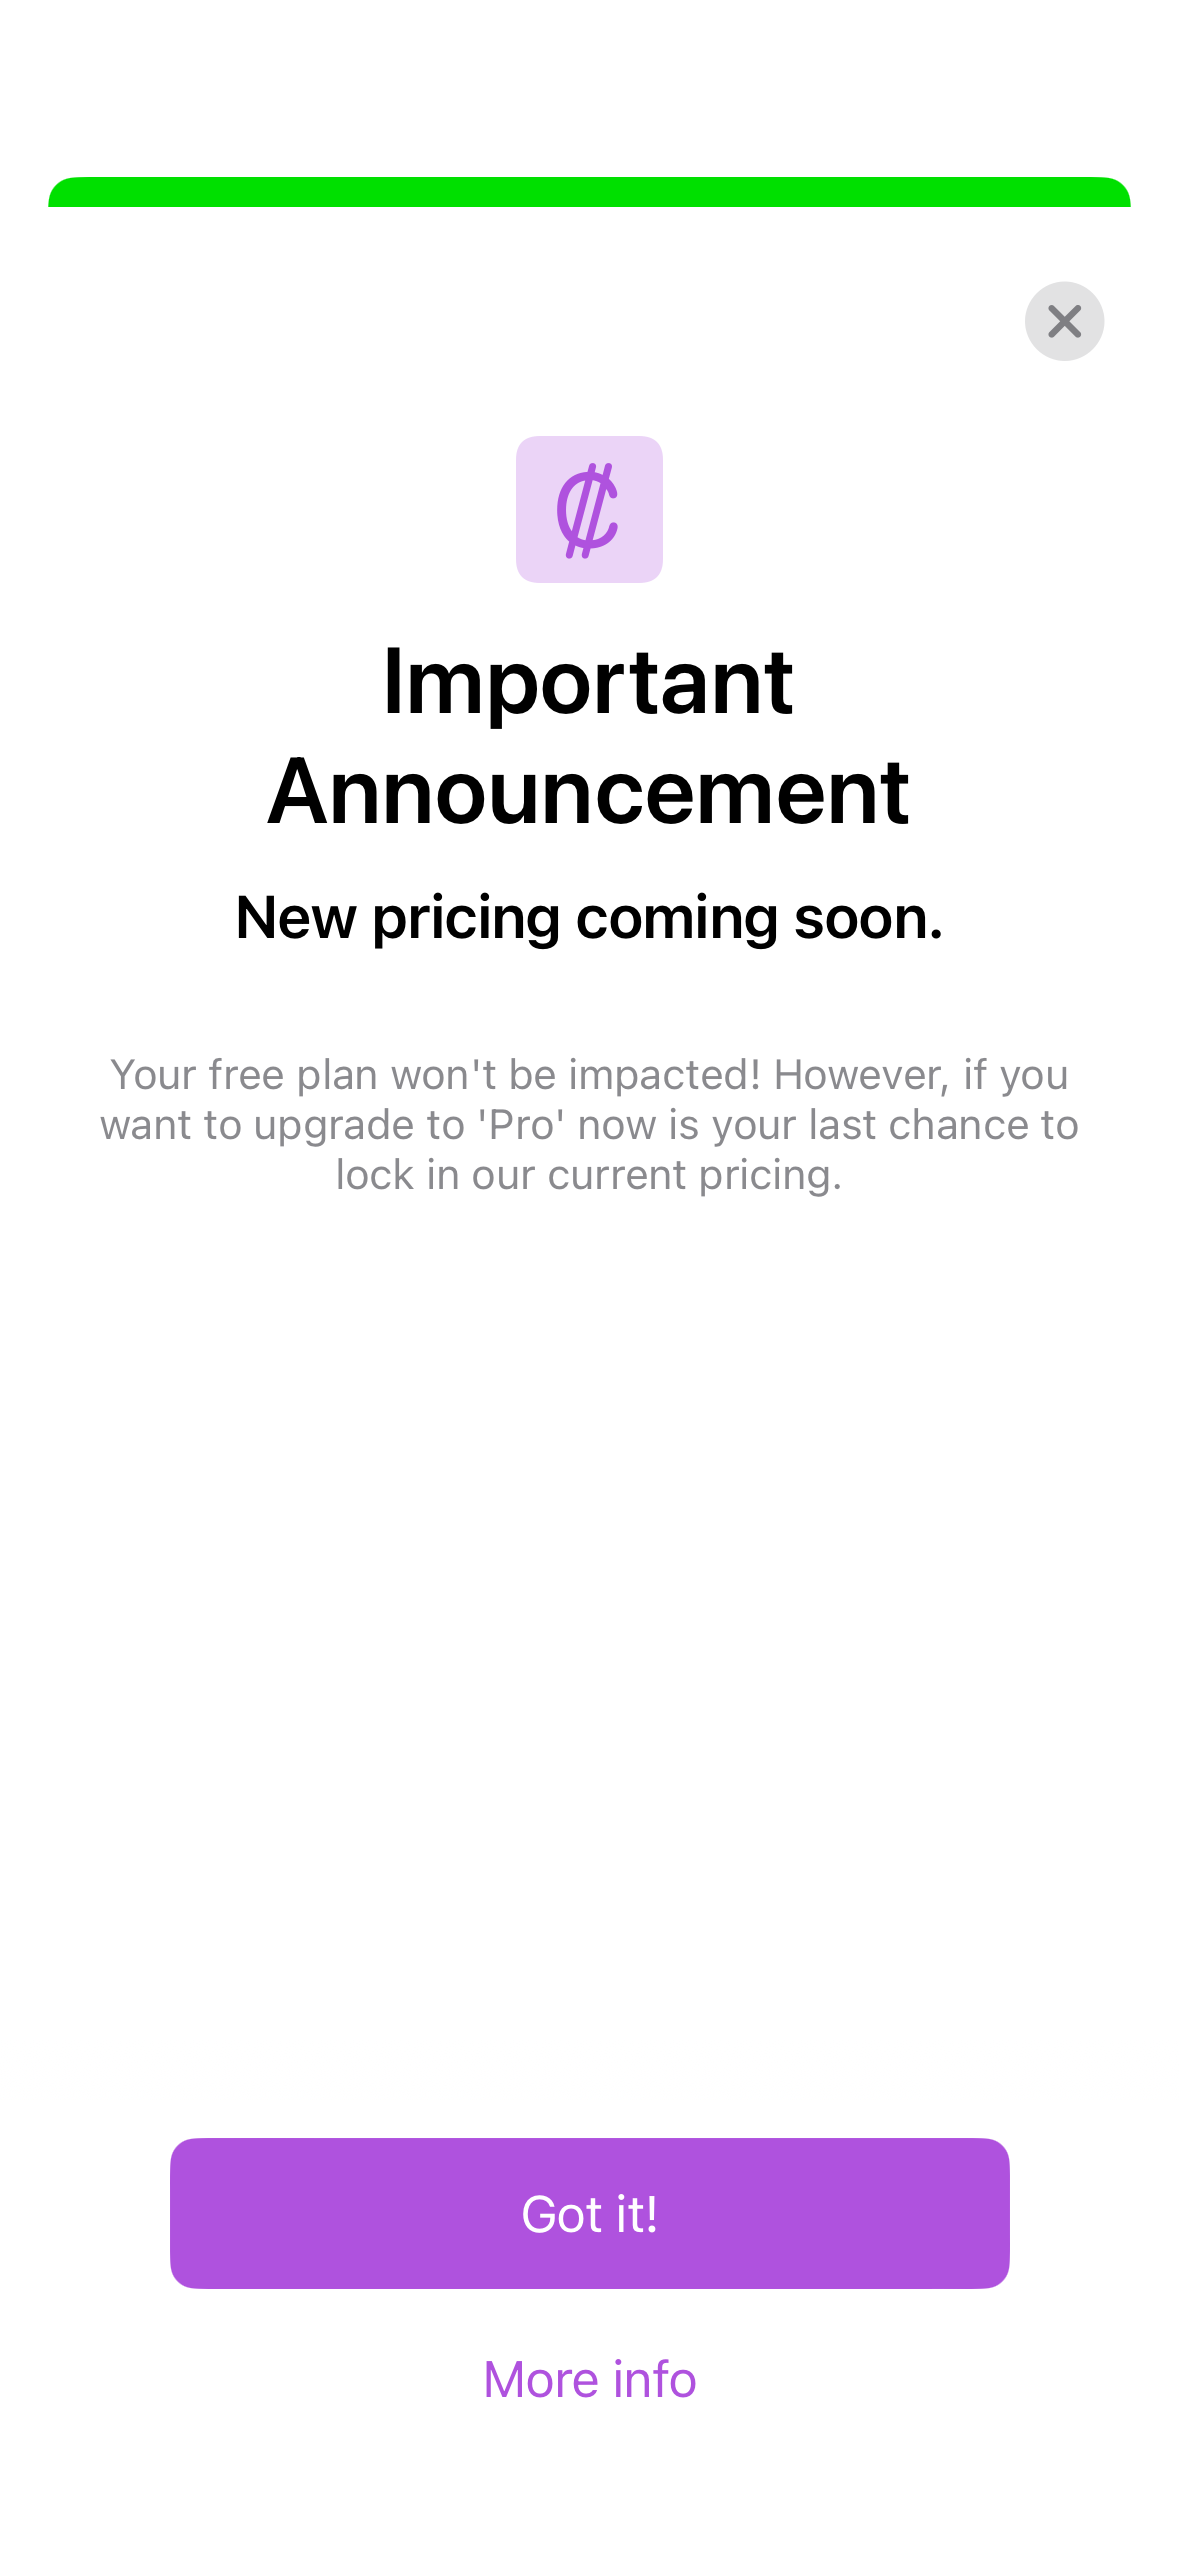 ₡
Important
Announcement
New pricing coming soon.
Your free plan won't be impacted! However, if you
want to upgrade to 'Pro' now is your last chance to
lock in our current pricing.
Got it!
More info